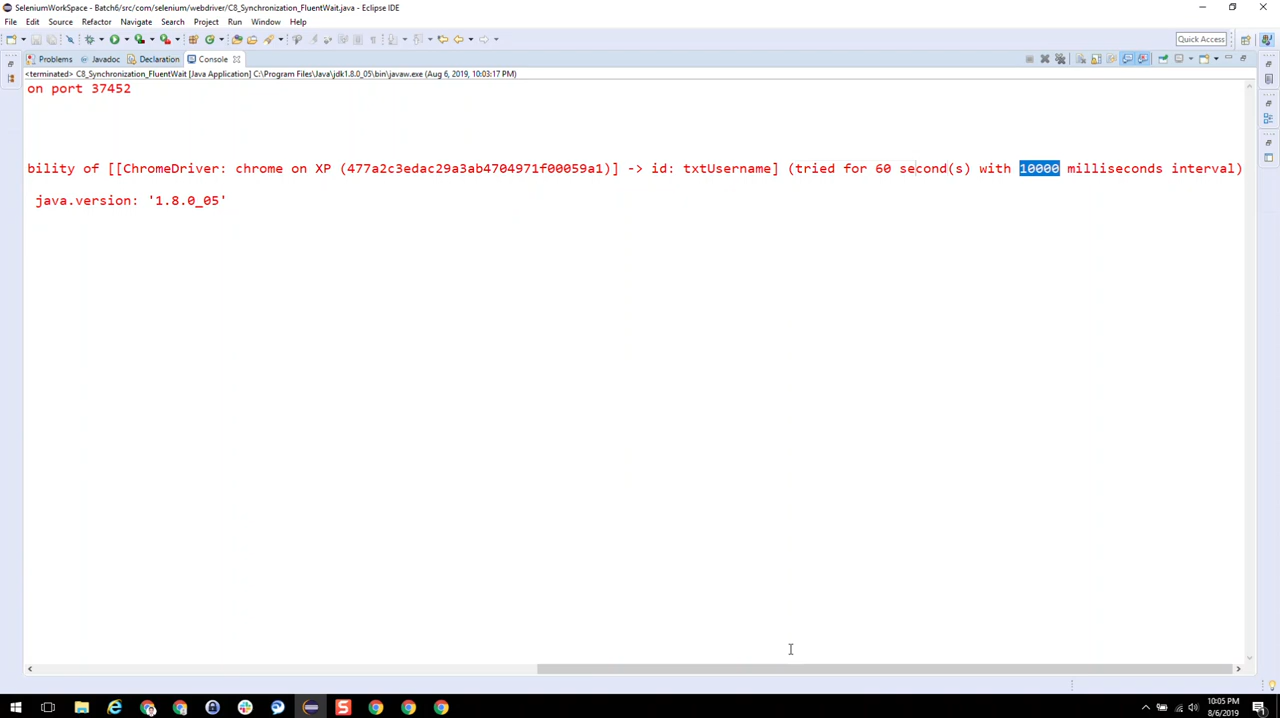 SeleniumWorkSpace - Batch6/src/com/selenium/webdriver/C8_Synchronization_FluentWait.java - Eclipse IDE
File Edit Source Refactor Navigate Search Project Run Window Help
Quick Access
Problems Javadoc Declaration Console
<terminated> C8_Synchronization_FluentWait [Java Application] C:\Program Files\Java\jdk1.8.0_05\bin\javaw.exe (Aug 6, 2019, 10:03:17 PM)
on port 37452
bility of [[ChromeDriver: chrome on XP (477a2c3edac29a3ab4704971f00059a1)] -> id: txtUsername] (tried for 60 second(s) with 10000 milliseconds interval)
java.version: '1.8.0_05'
10:05 PM
8/6/2019